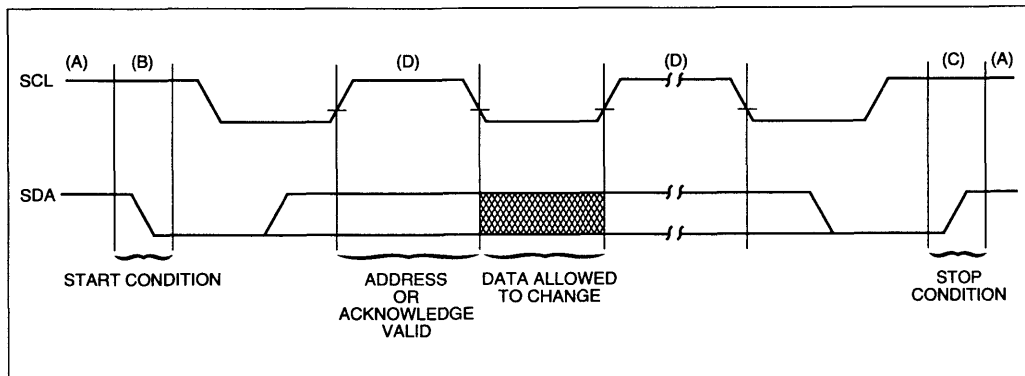 (A) (B) (D) (D) (C) (A)
SCL
SDA
START CONDITION
ADDRESS
OR
ACKNOWLEDGE
VALID
DATA ALLOWED
TO CHANGE
STOP
CONDITION